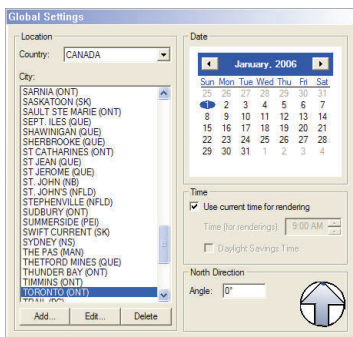 Global Settings
Location
Country: CANADA
City:
SARNIA (ONT)
SASKATOON (SK)
SAULT STE MARIE (ONT)
SEPT. ILES (QUE)
SHAWINIGAN (QUE)
SHERBROOKE (QUE)
ST CATHARINES (ONT)
ST JEAN (QUE)
ST JEROME (QUE)
ST. JOHN (NB)
ST. JOHN'S (NFLD)
STEPHENVILLE (NFLD)
SUDBURY (ONT)
SUMMERSIDE (PEI)
SWIFT CURRENT (SK)
SYDNEY (NS)
THE PAS (MAN)
THETFORD MINES (QUE)
THUNDER BAY (ONT)
TIMMINS (ONT)
TORONTO (ONT)
TRAIL (BC)
Add... Edit... Delete
Date
January, 2006
Sun Mon Tue Wed Thu Fri Sat
25 26 27 28 29 30 31
1 2 3 4 5 6 7
8 9 10 11 12 13 14
15 16 17 18 19 20 21
22 23 24 25 26 27 28
29 30 31 1 2 3 4
Time
Use current time for rendering
Time (for renderings) 9:00 AM
Daylight Savings Time
North Direction
Angle: 0°